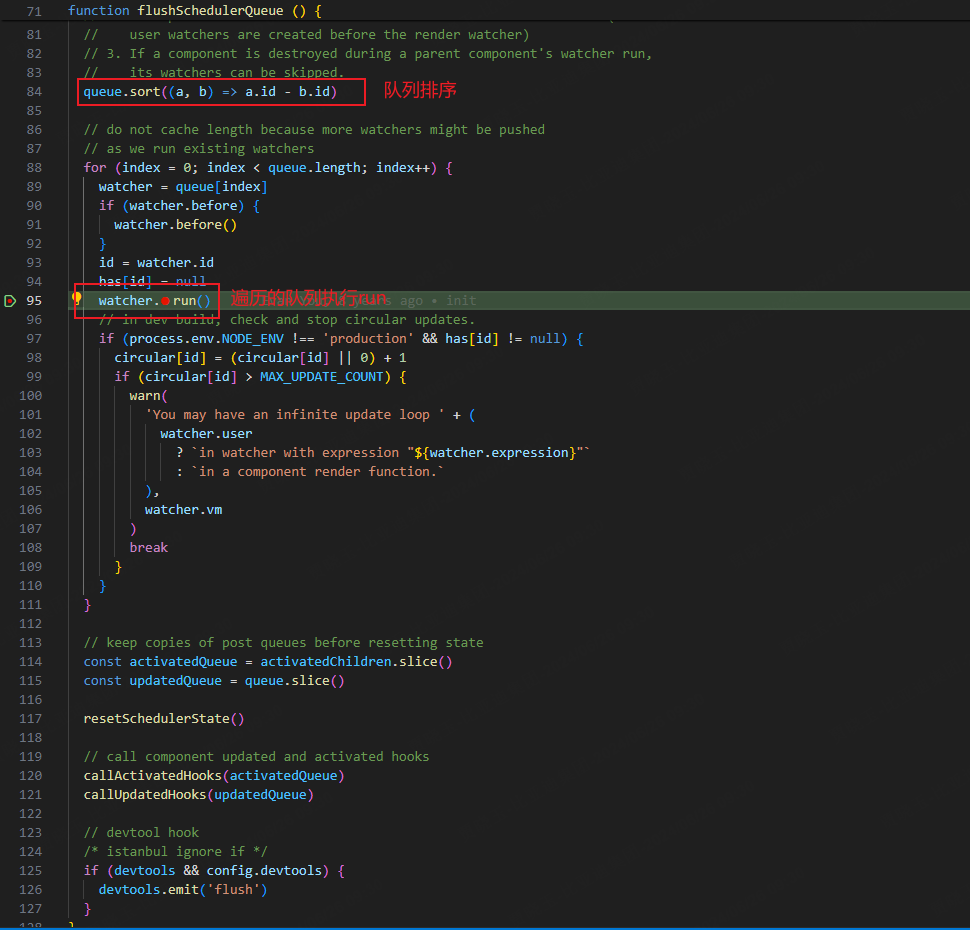 71 function flushSchedulerQueue () {
81 //    user watchers are created before the render watcher)
82 // 3. If a component is destroyed during a parent component's watcher run,
83 //    its watchers can be skipped.
84 queue.sort((a, b) => a.id - b.id) 队列排序
85
86 // do not cache length because more watchers might be pushed
87 // as we run existing watchers
88 for (index = 0; index < queue.length; index++) {
89 watcher = queue[index]
90 if (watcher.before) {
91 watcher.before()
92 }
93 id = watcher.id
94 has[id] = null
95 watcher.run() 遍历的队列执行run ago • init
96 // in dev build, check and stop circular updates.
97 if (process.env.NODE_ENV !== 'production' && has[id] != null) {
98 circular[id] = (circular[id] || 0) + 1
99 if (circular[id] > MAX_UPDATE_COUNT) {
100 warn(
101 'You may have an infinite update loop ' + (
102 watcher.user
103 ? `in watcher with expression "${watcher.expression}"`
104 : `in a component render function.`
105 ),
106 watcher.vm
107 )
108 break
109 }
110 }
111 }
112
113 // keep copies of post queues before resetting state
114 const activatedQueue = activatedChildren.slice()
115 const updatedQueue = queue.slice()
116
117 resetSchedulerState()
118
119 // call component updated and activated hooks
120 callActivatedHooks(activatedQueue)
121 callUpdatedHooks(updatedQueue)
122
123 // devtool hook
124 /* istanbul ignore if */
125 if (devtools && config.devtools) {
126 devtools.emit('flush')
127 }
128 }